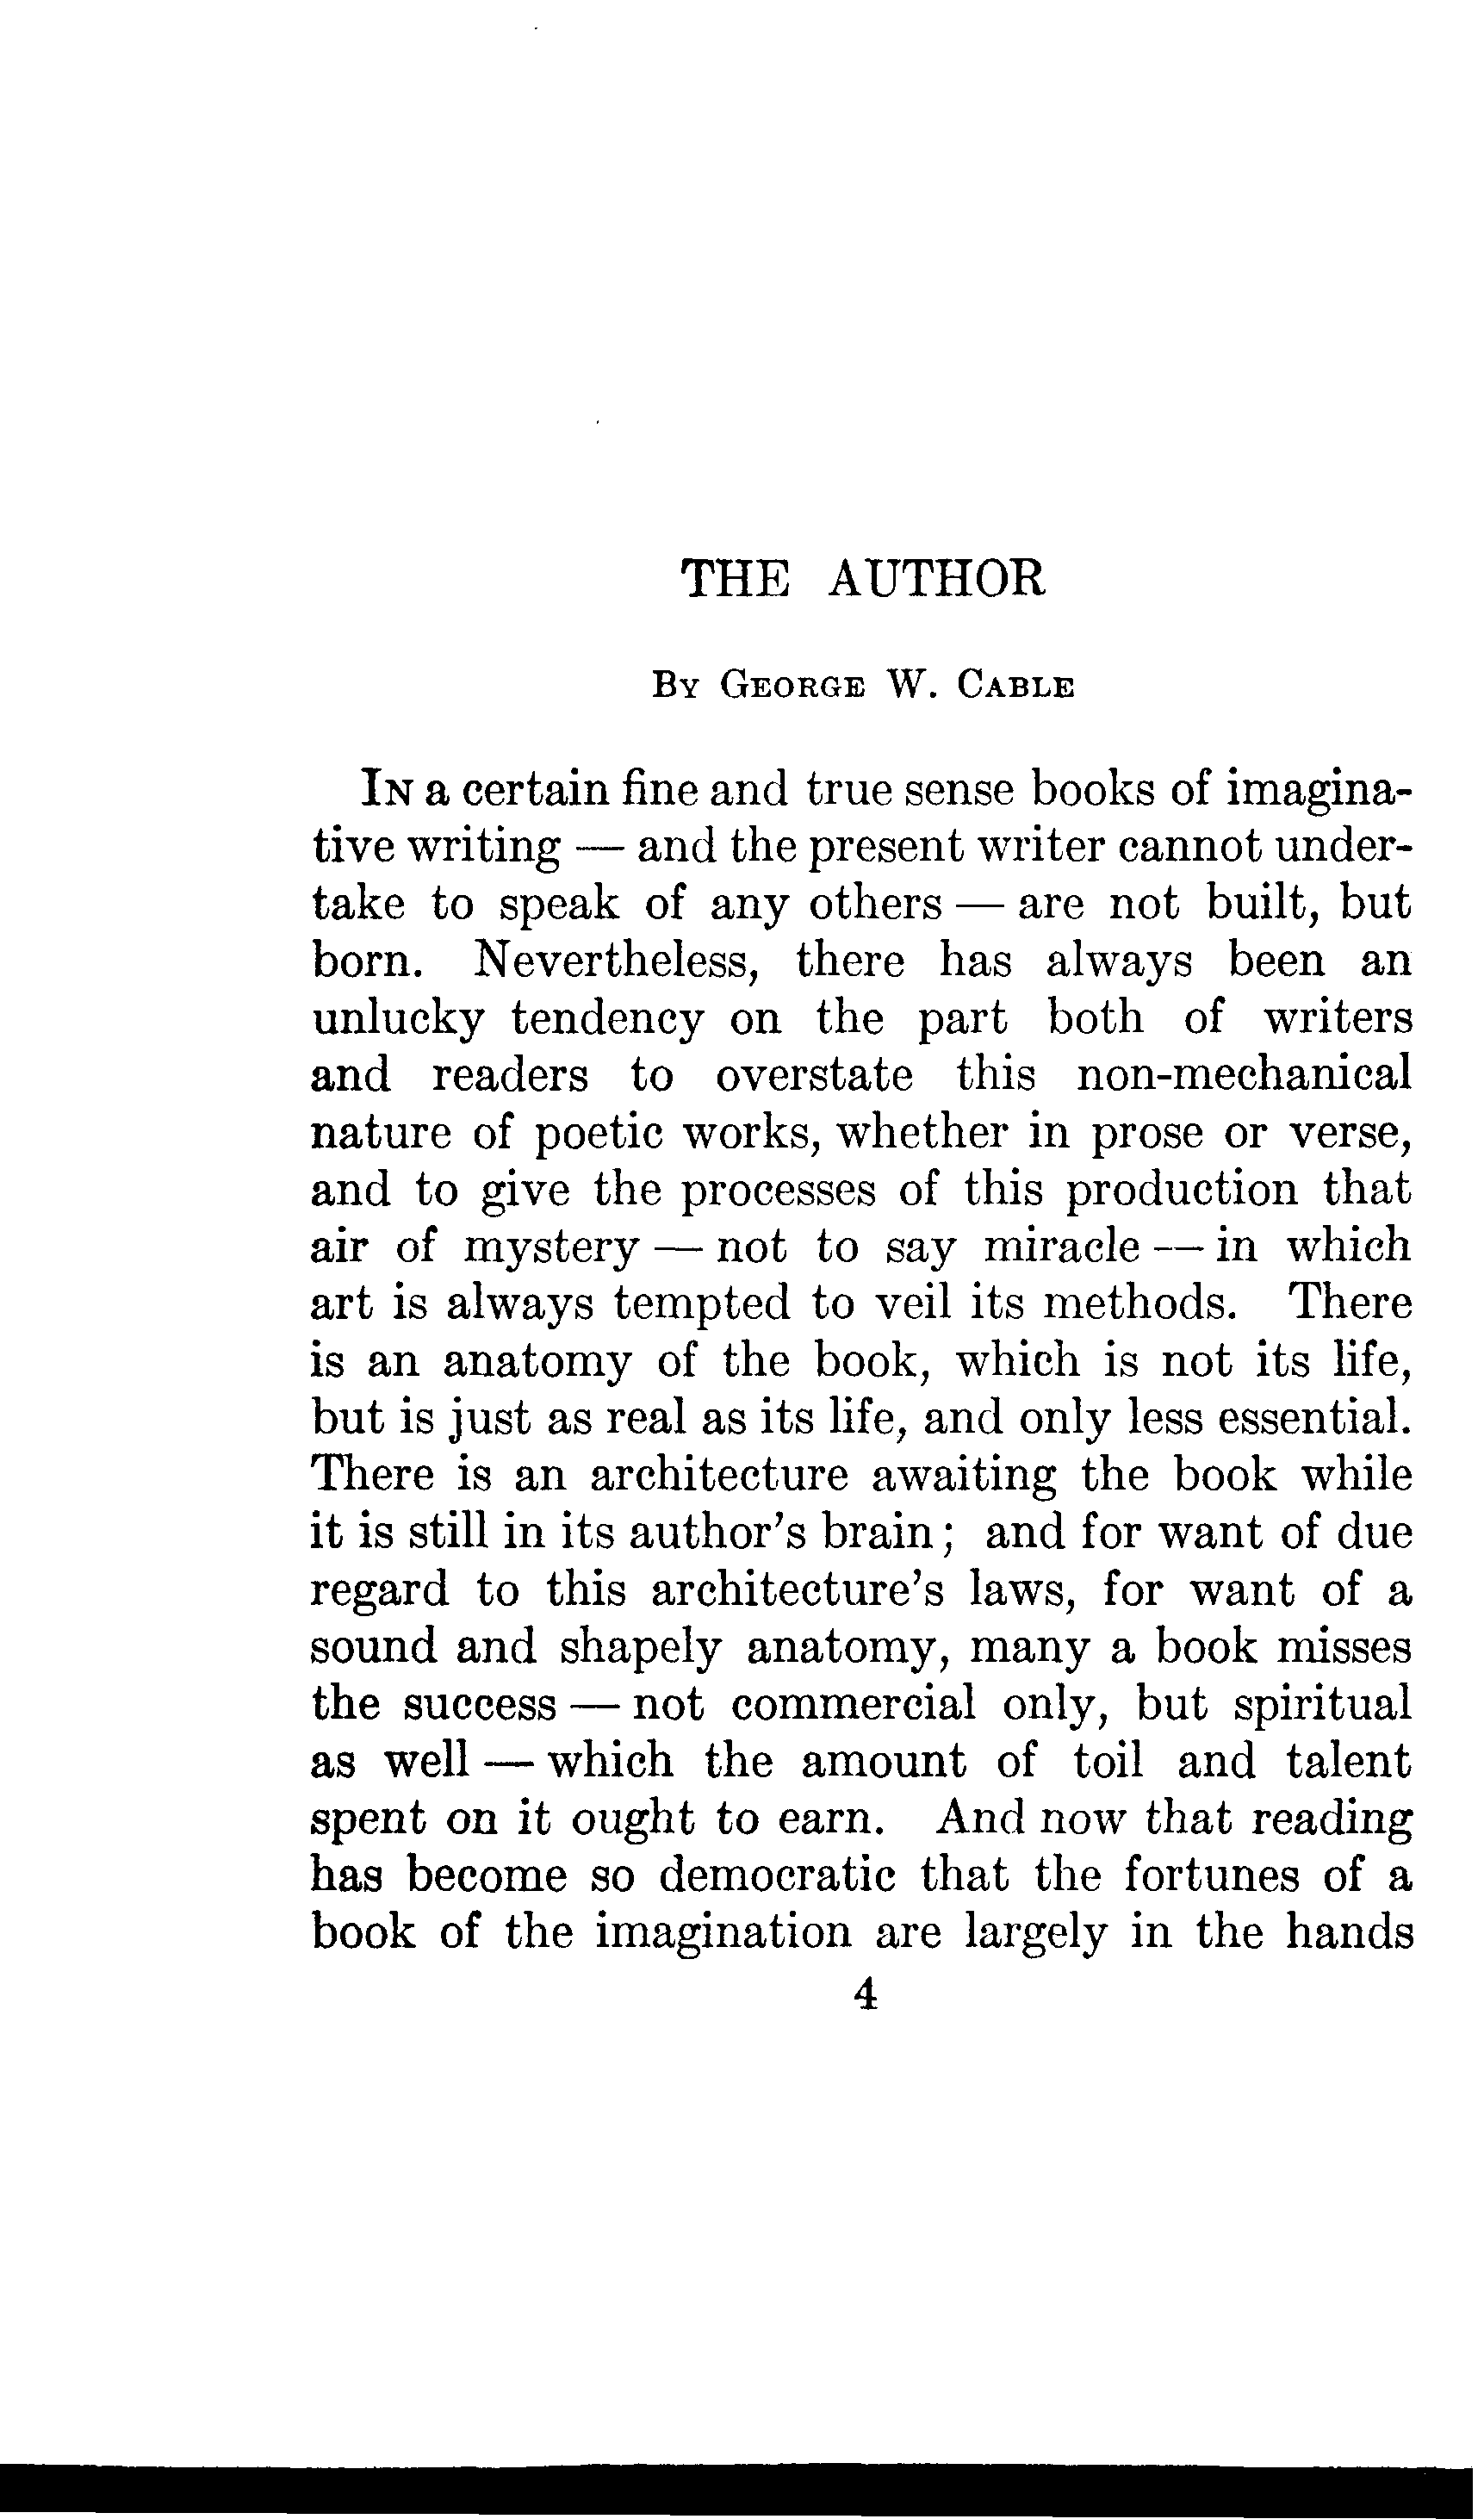 THE AUTHOR
By George W. Cable
In a certain fine and true sense books of imagina-
tive writing — and the present writer cannot under-
take to speak of any others — are not built, but
born. Nevertheless, there has always been an
unlucky tendency on the part both of writers
and readers to overstate this non-mechanical
nature of poetic works, whether in prose or verse,
and to give the processes of this production that
air of mystery — not to say miracle — in which
art is always tempted to veil its methods. There
is an anatomy of the book, which is not its life,
but is just as real as its life, and only less essential.
There is an architecture awaiting the book while
it is still in its author's brain; and for want of due
regard to this architecture's laws, for want of a
sound and shapely anatomy, many a book misses
the success — not commercial only, but spiritual
as well — which the amount of toil and talent
spent on it ought to earn. And now that reading
has become so democratic that the fortunes of a
book of the imagination are largely in the hands
4